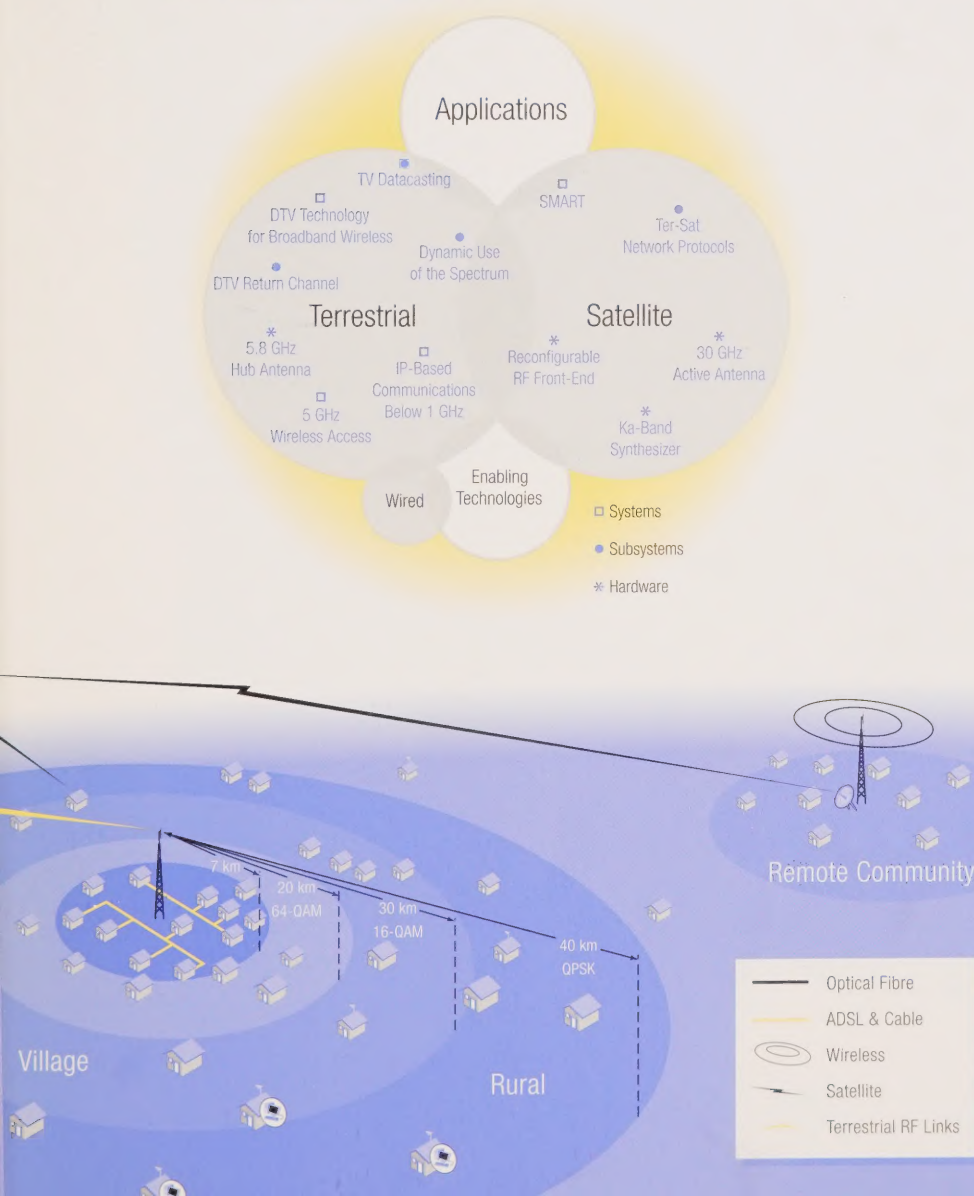 Applications
TV Datacasting
DTV Technology
for Broadband Wireless
Dynamic Use
of the Spectrum
DTV Return Channel
Terrestrial
5.8 GHz
Hub Antenna
IP-Based
Communications
Below 1 GHz
5 GHz
Wireless Access
SMART
Ter-Sat
Network Protocols
Satellite
Reconfigurable
RF Front-End
30 GHz
Active Antenna
Ka-Band
Synthesizer
Wired
Enabling
Technologies
Systems
Subsystems
Hardware
Remote Community
7 km
20 km
64-QAM
30 km
16-QAM
40 km
QPSK
Village
Rural
Optical Fibre
ADSL & Cable
Wireless
Satellite
Terrestrial RF Links